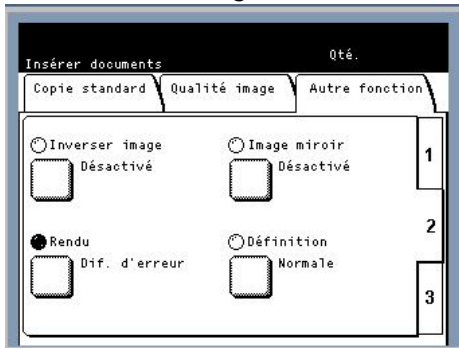 Qté.
Insérer documents
Copie standard Qualité image Autre fonction
Inverser image Image miroir
Désactivé Désactivé
1
2
Rendu Définition
Dif. d'erreur Normale
3